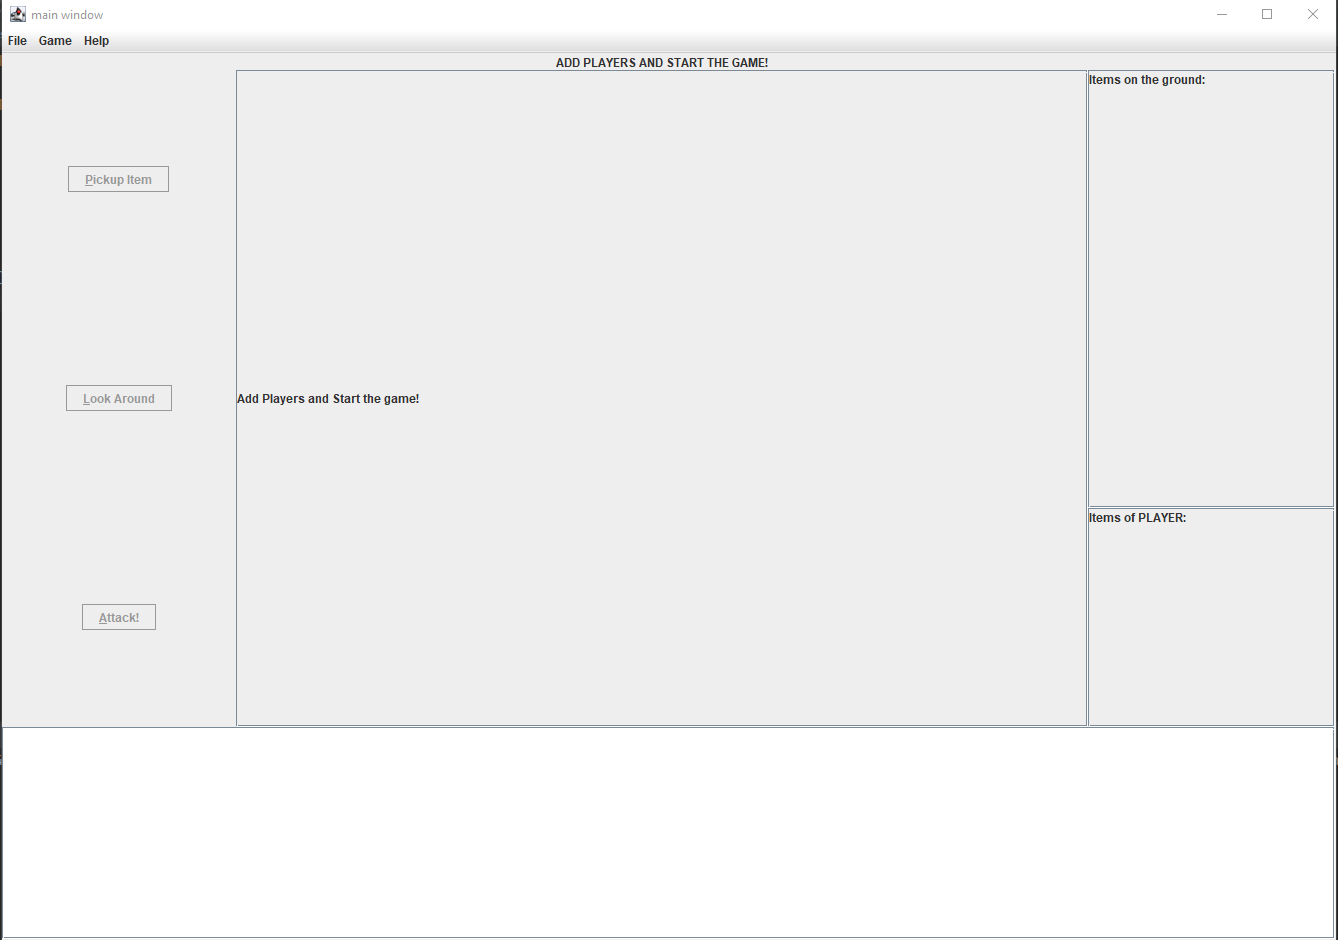 main window
File Game Help
ADD PLAYERS AND START THE GAME!
Items on the ground:
Pickup Item
Look Around
Add Players and Start the game!
Items of PLAYER:
Attack!